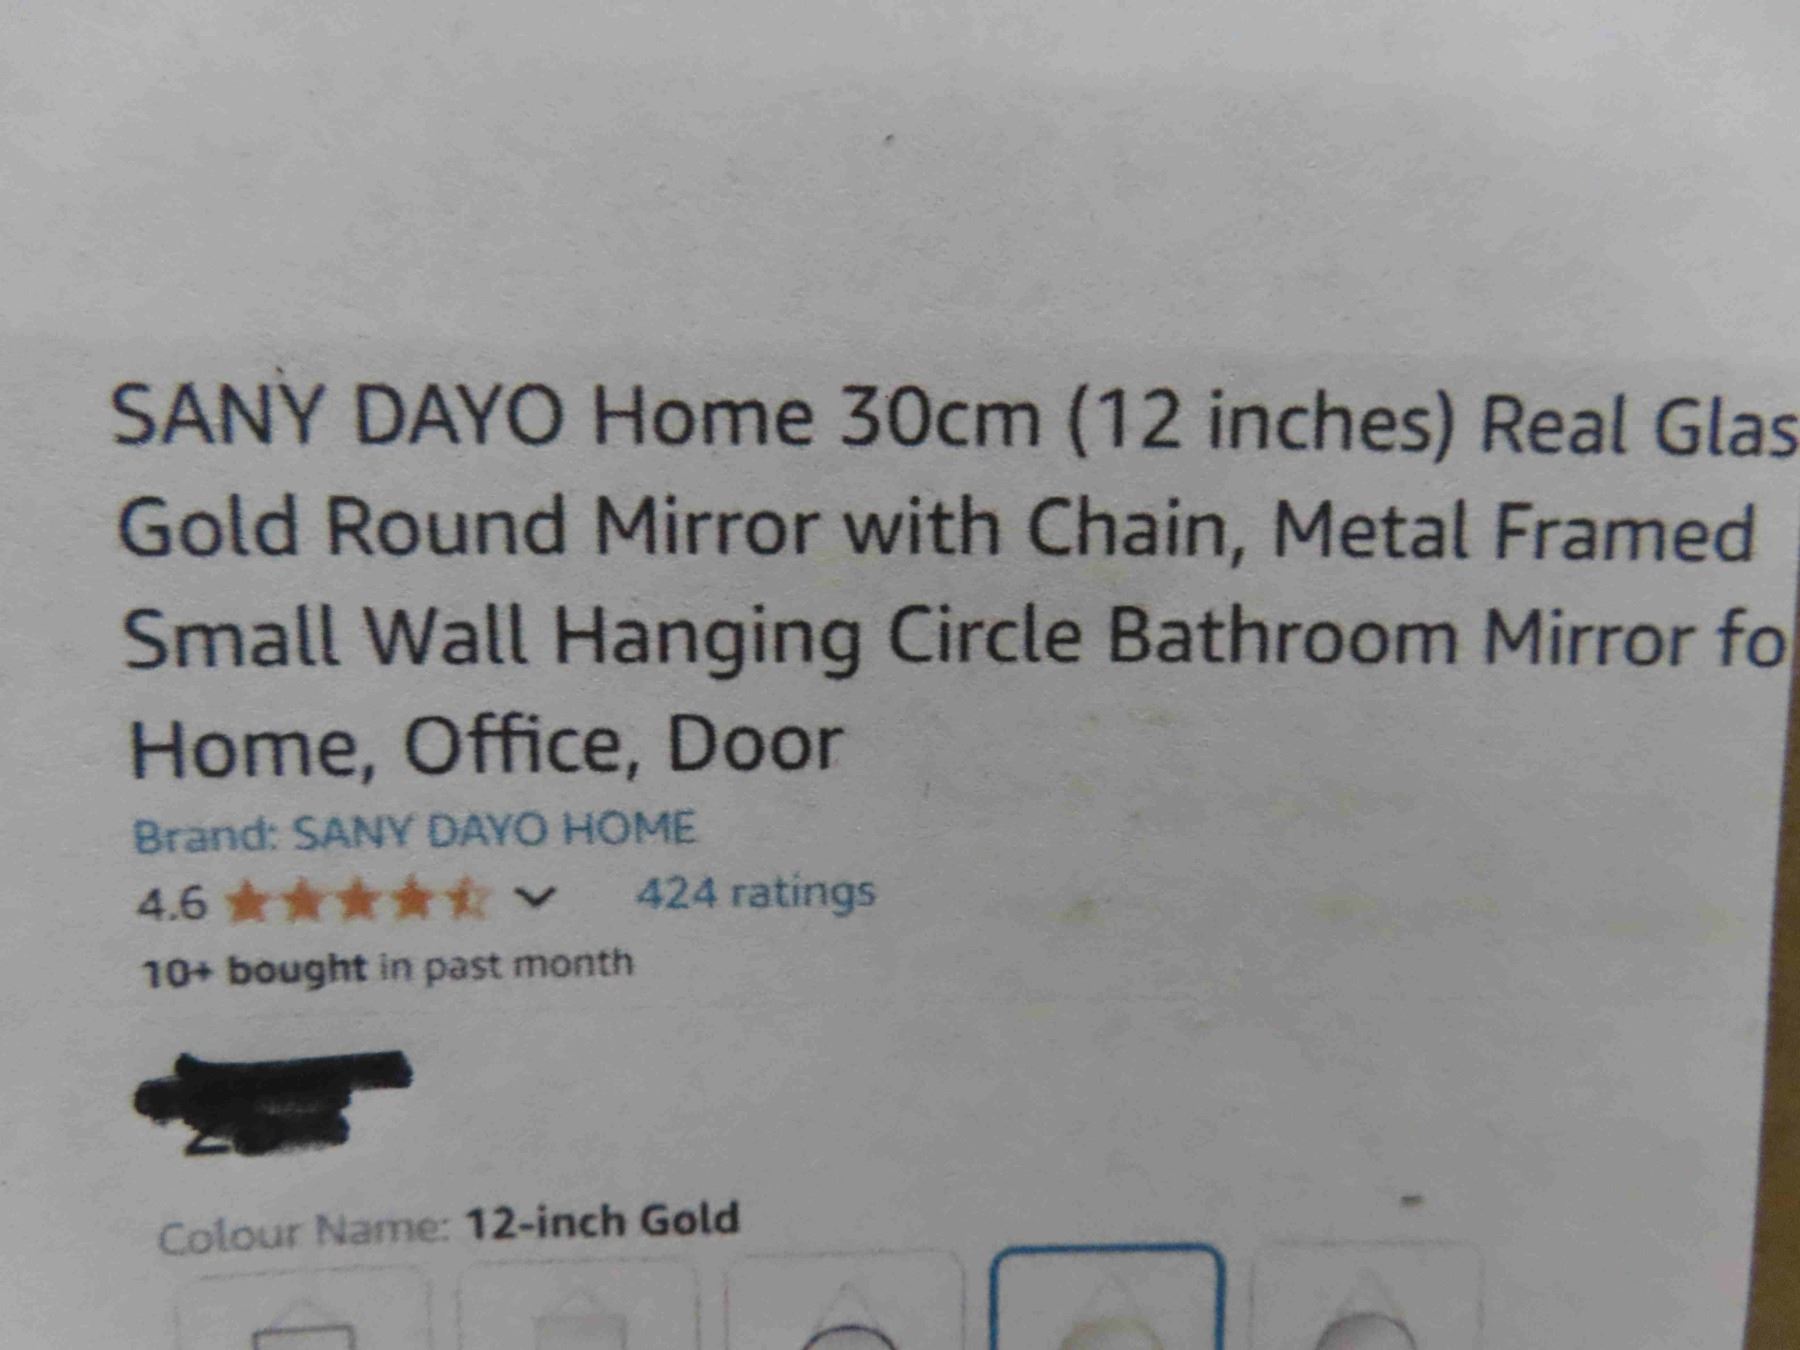 SANY DAYO Home 30cm (12 inches) Real Glas
Gold Round Mirror with Chain, Metal Framed
Small Wall Hanging Circle Bathroom Mirror fo
Home, Office, Door
Brand: SANY DAYO HOME
4.6 424 ratings
10+ bought in past month
Colour Name: 12-inch Gold